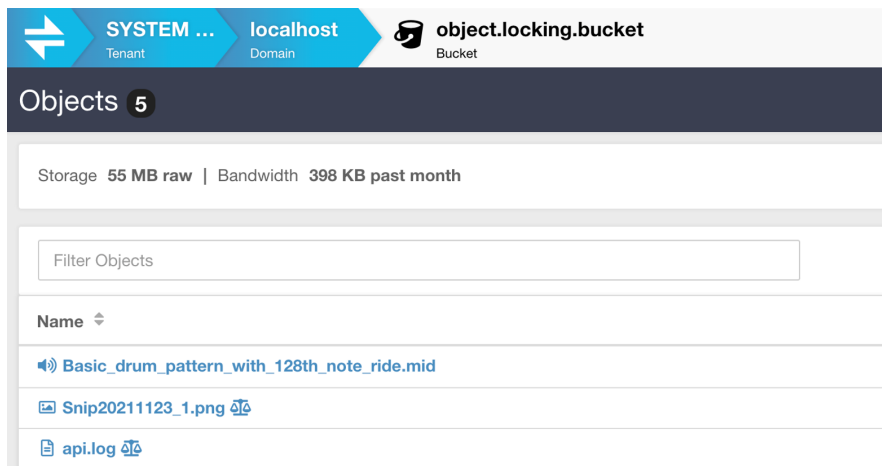 SYSTEM ... localhost object.locking.bucket
Tenant Domain Bucket
Objects 5
Storage 55 MB raw | Bandwidth 398 KB past month
Filter Objects
Name
Basic_drum_pattern_with_128th_note_ride.mid
Snip20211123_1.png
api.log